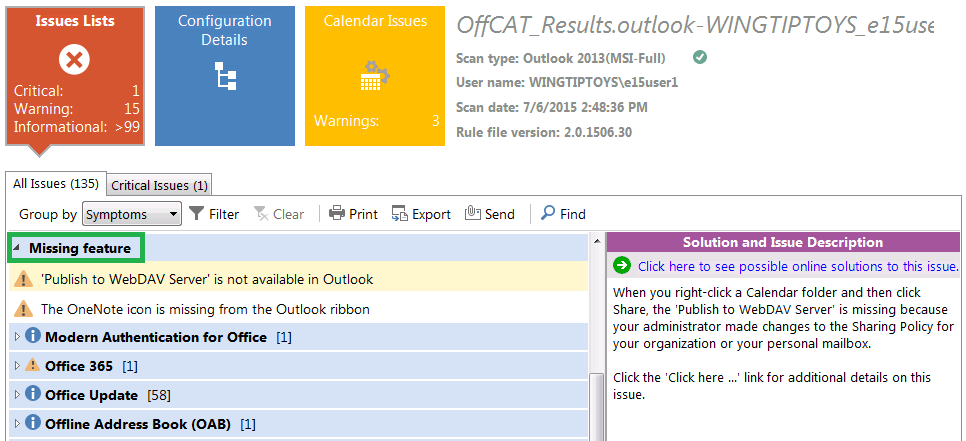 Issues Lists
Critical: 1
Warning: 15
Informational: >99
Configuration
Details
Calendar Issues
Warnings: 3
OffCAT_Results.outlook-WINGTIPTOYS_e15use
Scan type: Outlook 2013(MSI-Full)
User name: WINGTIPTOYS\e15user1
Scan date: 7/6/2015 2:48:36 PM
Rule file version: 2.0.1506.30
All Issues (135) Critical Issues (1)
Group by Symptoms Filter Clear Print Export Send Find
Missing feature
'Publish to WebDAV Server' is not available in Outlook
The OneNote icon is missing from the Outlook ribbon
Modern Authentication for Office [1]
Office 365 [1]
Office Update [58]
Offline Address Book (OAB) [1]
Solution and Issue Description
Click here to see possible online solutions to this issue.
When you right-click a Calendar folder and then click
Share, the 'Publish to WebDAV Server' is missing because
your administrator made changes to the Sharing Policy for
your organization or your personal mailbox.
Click the 'Click here ...' link for additional details on this
issue.